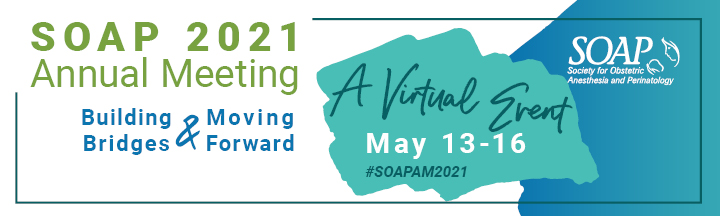 SOAP 2021
Annual Meeting
Building & Moving
Bridges Forward
A Virtual Event
May 13-16
#SOAPAM2021
SOAP
Society for Obstetric
Anesthesia and Perinatology